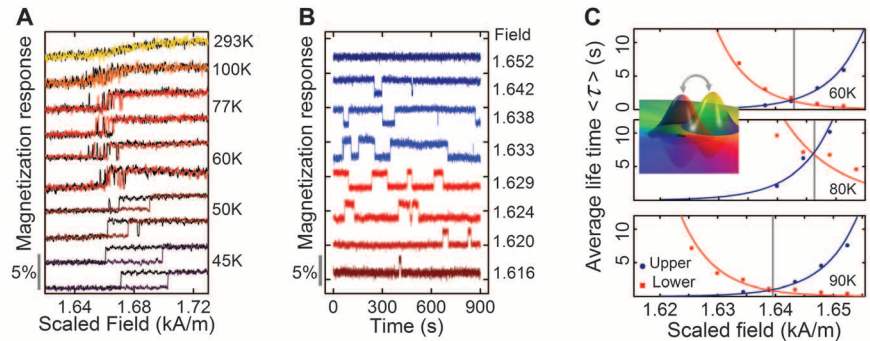 A
Magnetization response
5%
293K
100K
77K
60K
50K
45K
1.64 1.68 1.72
Scaled Field (kA/m)
B
Magnetization response
5%
Field
1.652
1.642
1.638
1.633
1.629
1.624
1.620
1.616
0 300 600 900
Time (s)
C
Average life time <τ> (s)
10
5
0
60K
10
5
80K
10
5
0
90K
Upper
Lower
1.62 1.63 1.64 1.65
Scaled field (kA/m)